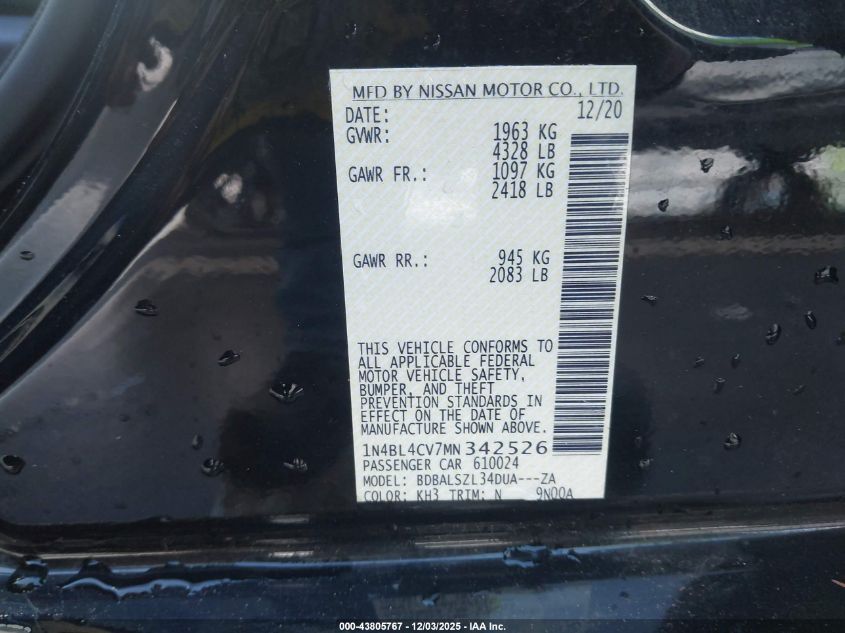 MFD BY NISSAN MOTOR CO., LTD.
DATE: 12/20
GVWR: 1963 KG
4328 LB
GAWR FR.: 1097 KG
2418 LB
GAWR RR.: 945 KG
2083 LB
THIS VEHICLE CONFORMS TO
ALL APPLICABLE FEDERAL
MOTOR VEHICLE SAFETY,
BUMPER, AND THEFT
PREVENTION STANDARDS IN
EFFECT ON THE DATE OF
MANUFACTURE SHOWN ABOVE.
1N4BL4CV7MN342526
PASSENGER CAR 610024
MODEL: BDBALSZL34DUA---ZA
COLOR: KH3 TRIM: N 9N00A
000-43805767 - 12/03/2025 - IAA Inc.